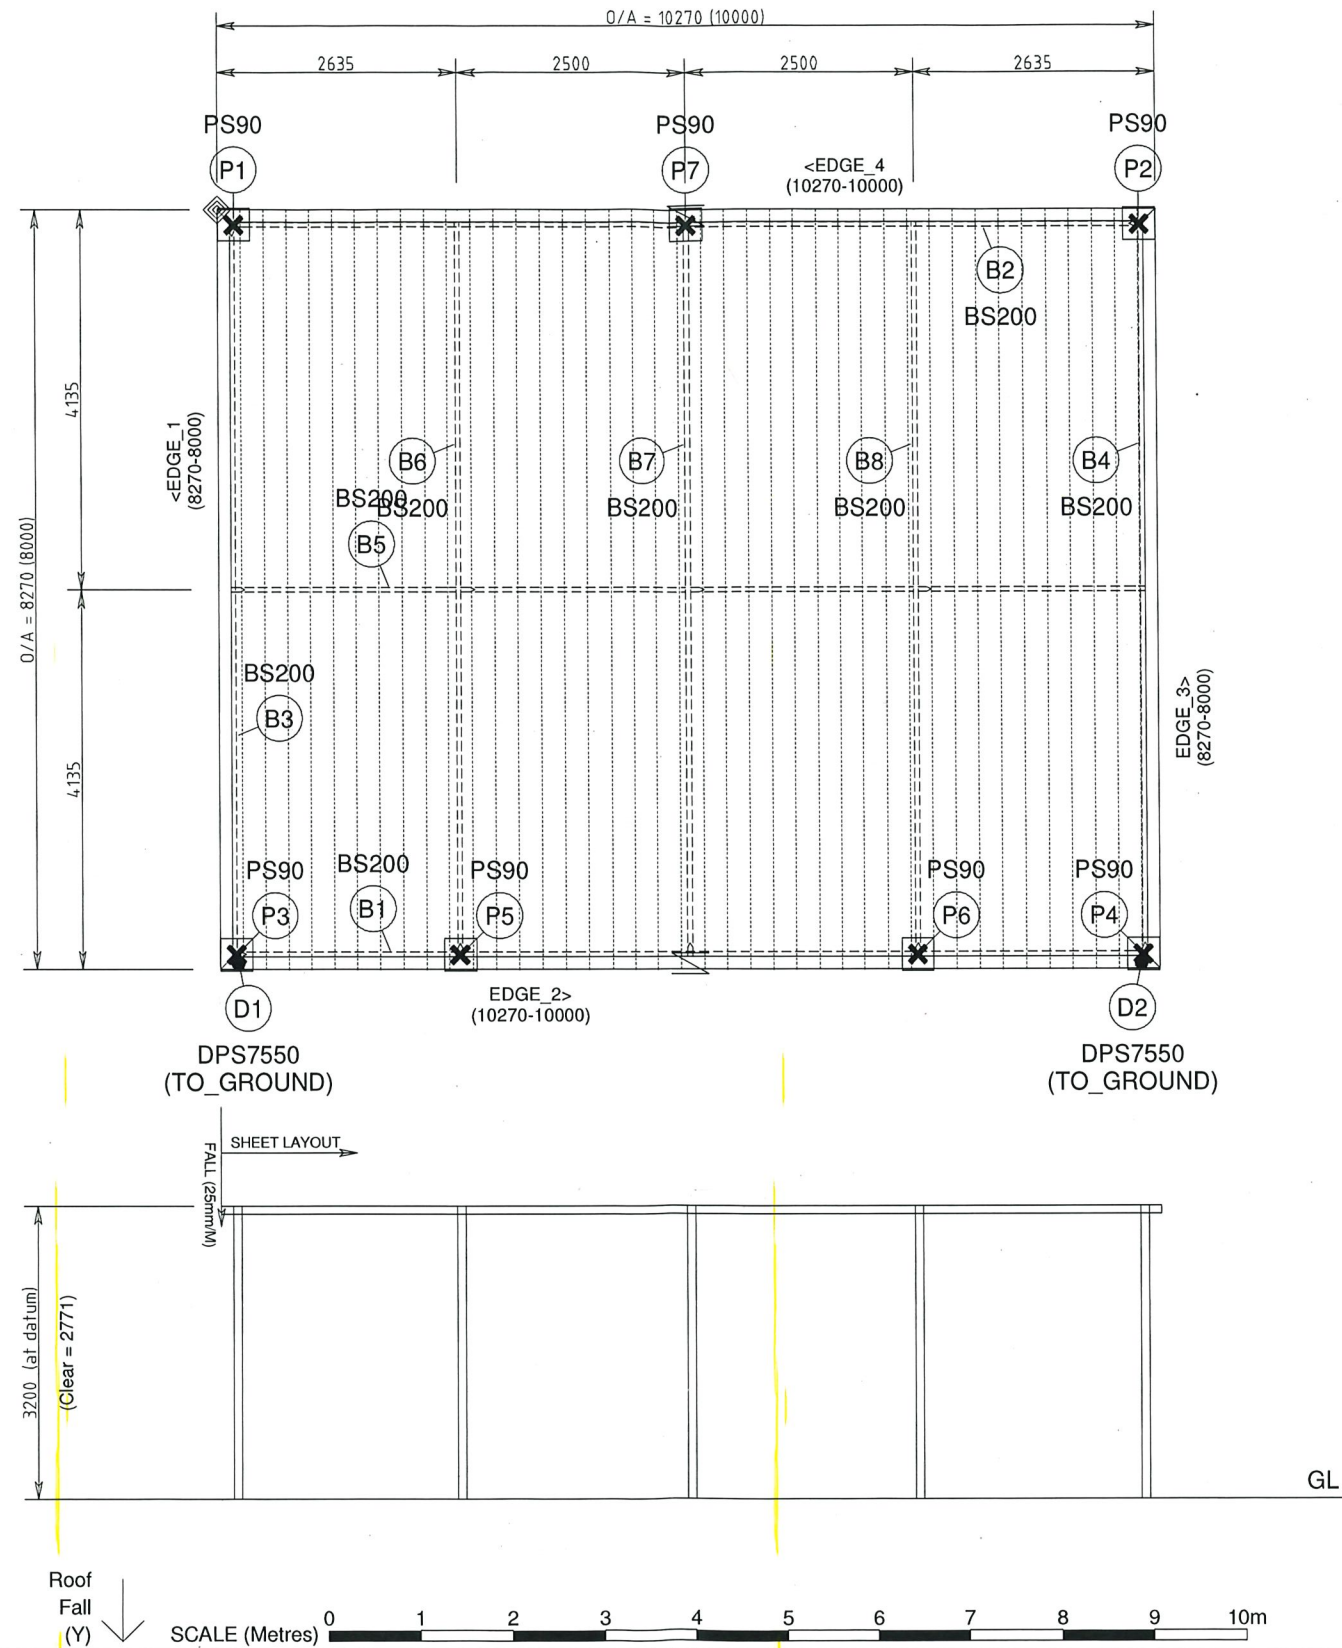 O/A = 10270 (10000)
2635
2500
2500
2635
PS90
PS90
PS90
P1
P7
P2
<EDGE_4
(10270-10000)
B2
BS200
O/A = 8270 (8000)
4135
4135
<EDGE_1
(8270-8000)
B6
BS200
B7
BS200
B8
BS200
B4
BS200
BS200
B5
BS200
B3
EDGE_3>
(8270-8000)
PS90
P3
BS200
B1
PS90
P5
PS90
P6
PS90
P4
D1
DPS7550
(TO_GROUND)
EDGE_2>
(10270-10000)
D2
DPS7550
(TO_GROUND)
SHEET LAYOUT
FALL (25mm/M)
3200 (at datum)
(Clear = 2771)
GL
Roof
Fall
(Y)
SCALE (Metres)
0 1 2 3 4 5 6 7 8 9 10m